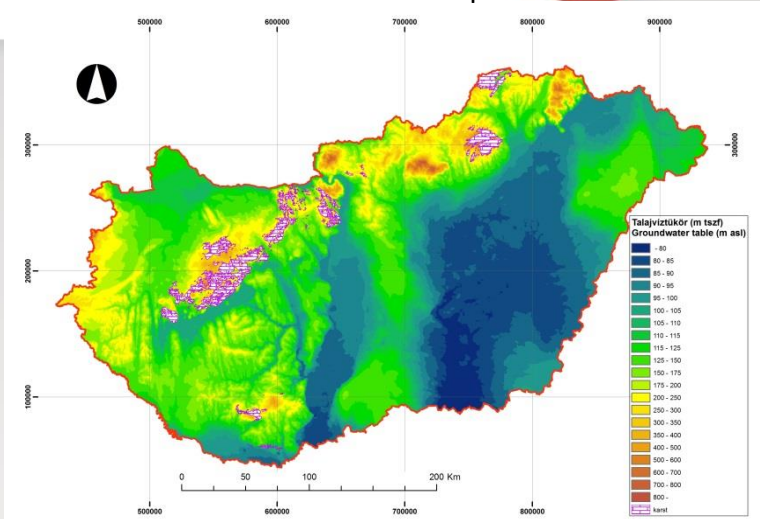 500000 600000 700000 800000 900000
300000 300000
200000
100000
Talajvíztükör (m tszf)
Groundwater table (m asl)
- 80
80 - 85
85 - 90
90 - 95
95 - 100
100 - 105
105 - 110
110 - 115
115 - 125
125 - 150
150 - 175
175 - 200
200 - 250
250 - 300
300 - 350
350 - 400
400 - 500
500 - 600
600 - 700
700 - 800
800 -
karst
0 50 100 200 Km
500000 600000 700000 800000